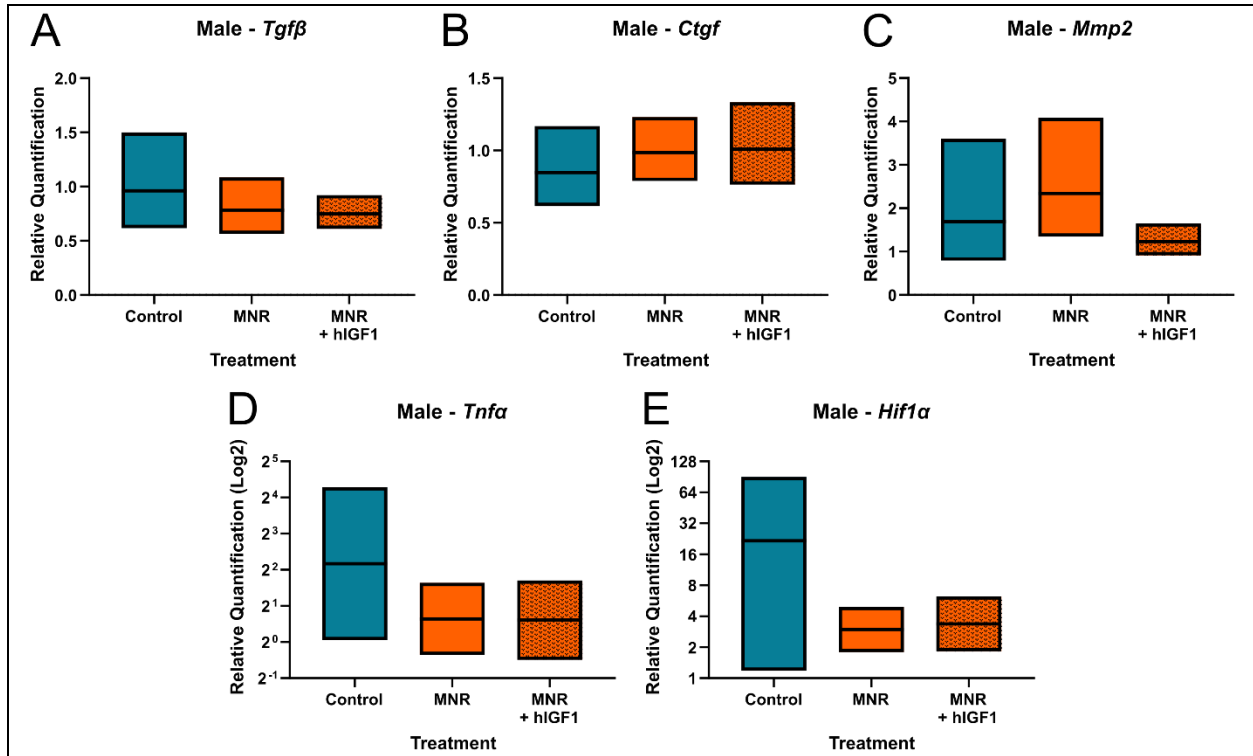 A
Male - Tgfβ
Relative Quantification
2.0
1.5
1.0
0.5
0.0
Control
MNR
MNR
+ hIGF1
Treatment
B
Male - Ctgf
Relative Quantification
1.5
1.0
0.5
0.0
Control
MNR
MNR
+ hIGF1
Treatment
C
Male - Mmp2
Relative Quantification
5
4
3
2
1
0
Control
MNR
MNR
+ hIGF1
Treatment
D
Male - Tnfα
Relative Quantification (Log2)
2⁵
2⁴
2³
2²
2¹
2⁰
2⁻¹
Control
MNR
MNR
+ hIGF1
Treatment
E
Male - Hif1α
Relative Quantification (Log2)
128
64
32
16
8
4
2
1
Control
MNR
MNR
+ hIGF1
Treatment